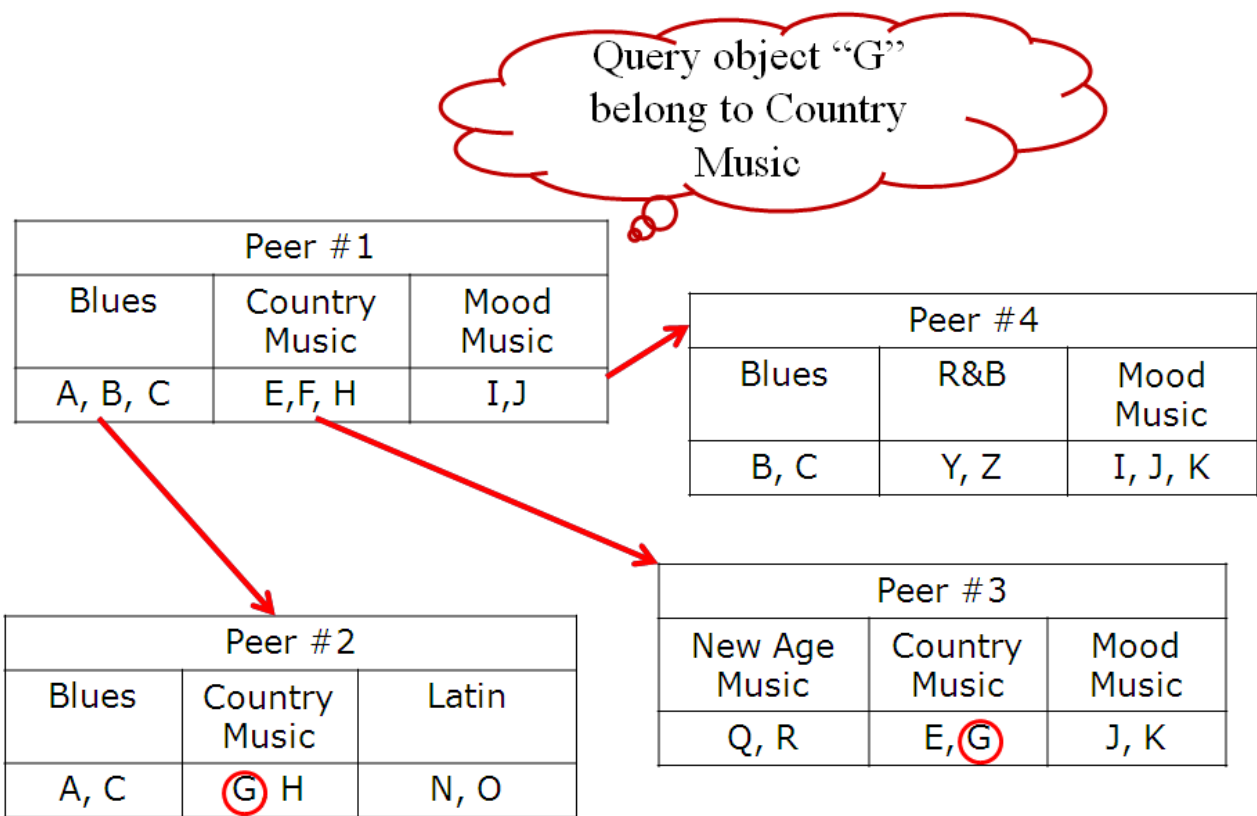 Query object “G”
belong to Country
Music
Peer #1
Blues
Country
Music
Mood
Music
A, B, C
E,F, H
I,J
Peer #4
Blues
R&B
Mood
Music
B, C
Y, Z
I, J, K
Peer #3
New Age
Music
Country
Music
Mood
Music
Q, R
E, G
J, K
Peer #2
Blues
Country
Music
Latin
A, C
G H
N, O